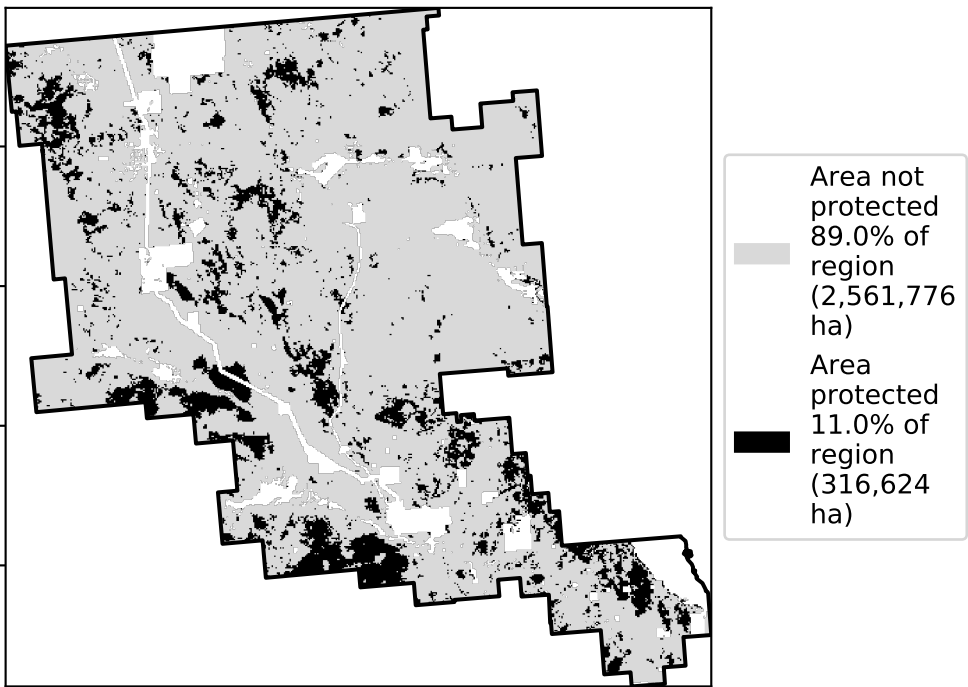 Area not
protected
89.0% of
region
(2,561,776
ha)
Area
protected
11.0% of
region
(316,624
ha)